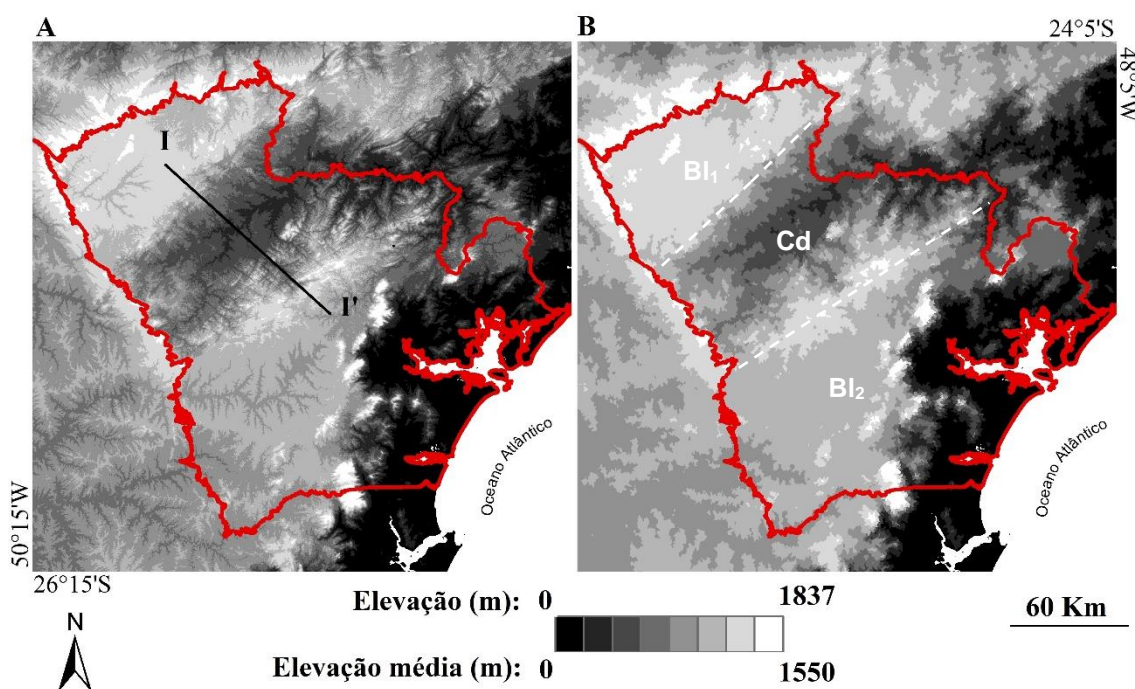 A
B
24°5'S
48°5'W
I
I'
Bl₁
Cd
Bl₂
Oceano Atlântico
Oceano Atlântico
50°15'W
26°15'S
N
Elevação (m): 0 1837
Elevação média (m): 0 1550
60 Km